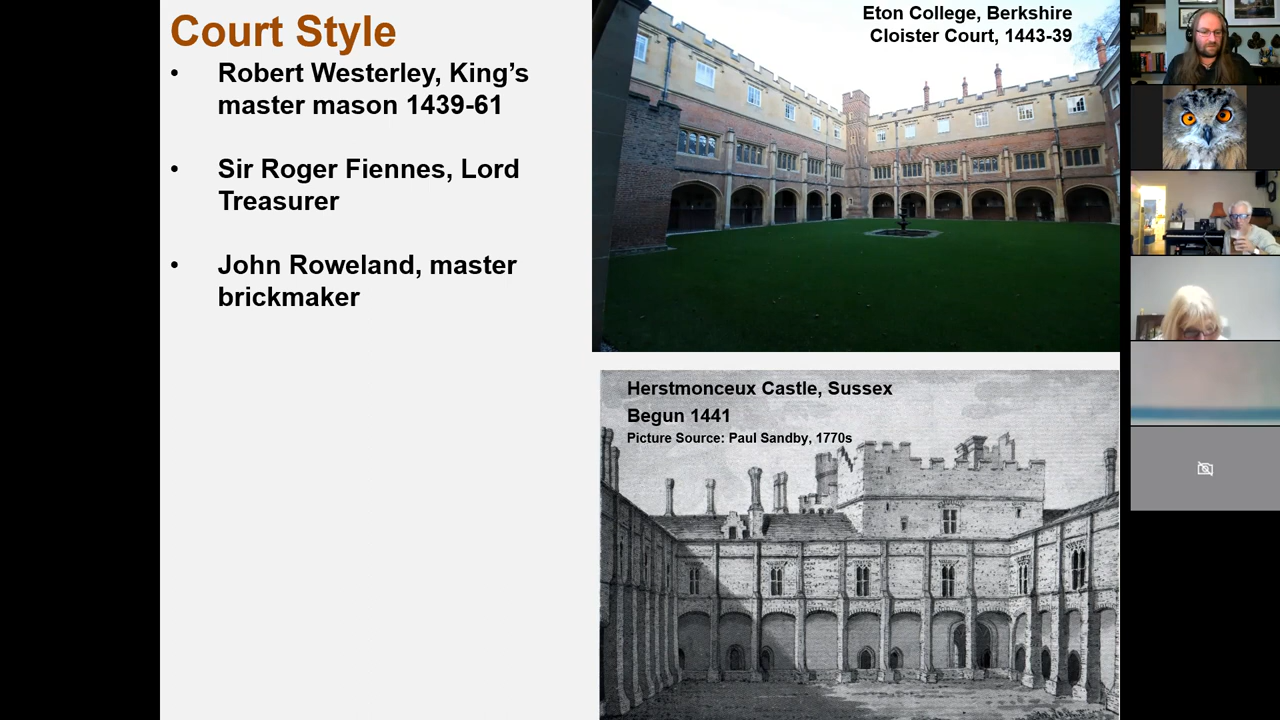 Court Style
• Robert Westerley, King's
master mason 1439-61
• Sir Roger Fiennes, Lord
Treasurer
• John Roweland, master
brickmaker
Eton College, Berkshire
Cloister Court, 1443-39
Herstmonceux Castle, Sussex
Begun 1441
Picture Source: Paul Sandby, 1770s